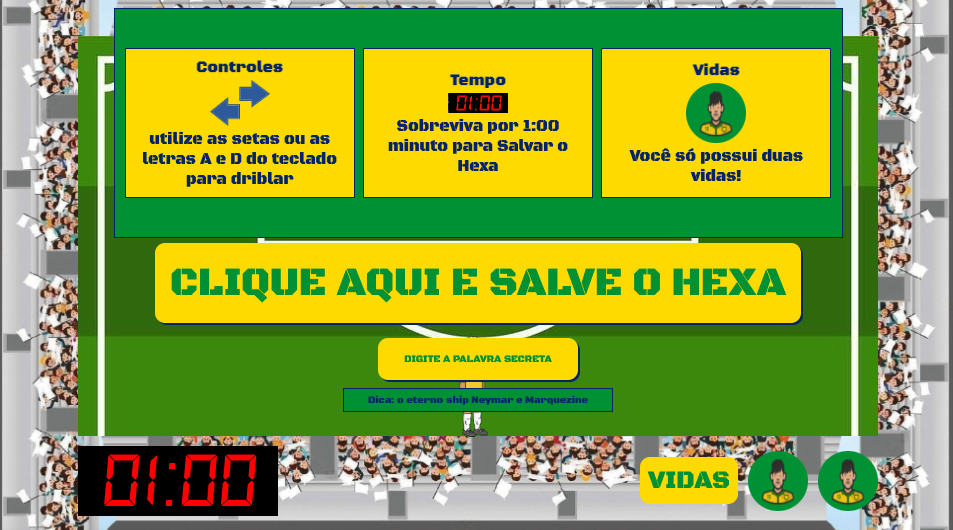 Controles
utilize as setas ou as
letras A e D do teclado
para driblar
Tempo
01:00
Sobreviva por 1:00
minuto para Salvar o
Hexa
Vidas
Você só possui duas
vidas!
CLIQUE AQUI E SALVE O HEXA
DIGITE A PALAVRA SECRETA
Dica: o eterno ship Neymar e Marquezine
01:00
VIDAS